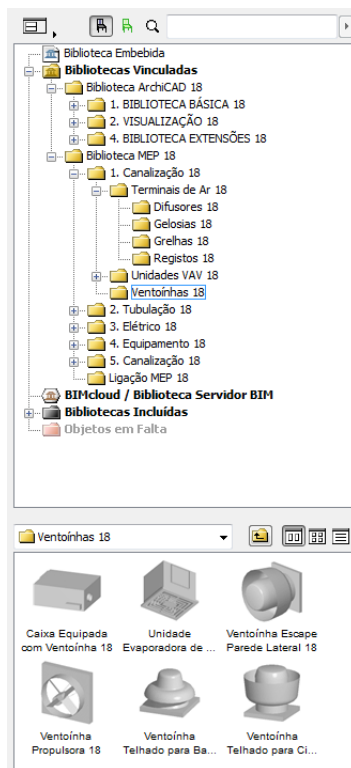 Biblioteca Embebida
Bibliotecas Vinculadas
Biblioteca ArchiCAD 18
1. BIBLIOTECA BÁSICA 18
2. VISUALIZAÇÃO 18
4. BIBLIOTECA EXTENSÕES 18
Biblioteca MEP 18
1. Canalização 18
Terminais de Ar 18
Difusores 18
Gelosias 18
Grelhas 18
Registos 18
Unidades VAV 18
Ventoínhas 18
2. Tubulação 18
3. Elétrico 18
4. Equipamento 18
5. Canalização 18
Ligação MEP 18
BIMcloud / Biblioteca Servidor BIM
Bibliotecas Incluídas
Objetos em Falta
Ventoínhas 18
Caixa Equipada
com Ventoínha 18
Unidade
Evaporadora de ...
Ventoínha Escape
Parede Lateral 18
Ventoínha
Propulsora 18
Ventoínha
Telhado para Ba...
Ventoínha
Telhado para Ci...